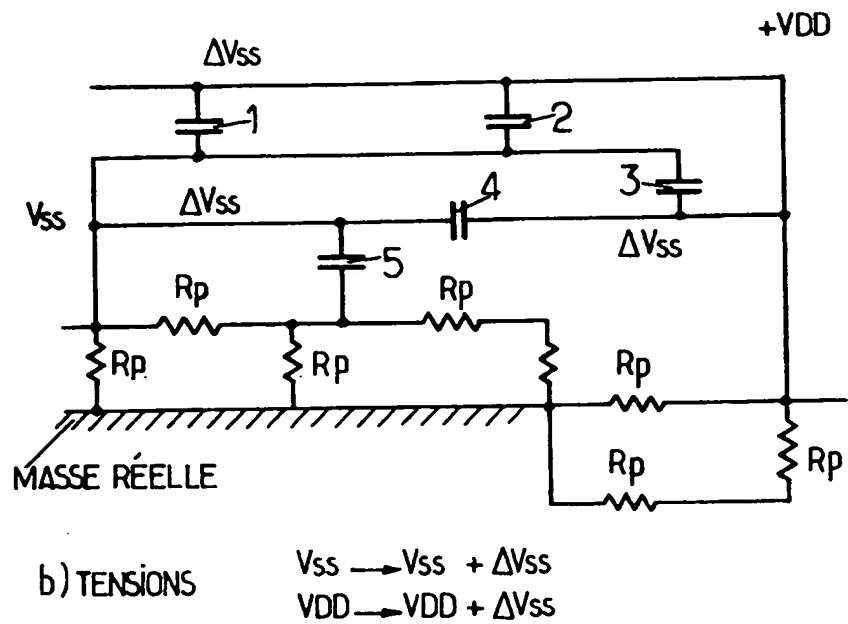 +VDD
ΔVss
1
2
3
4
Vss
ΔVss
ΔVss
5
Rp
Rp
Rp
Rp
Rp
Rp
Rp
MASSE RÉELLE
b) TENSIONS
Vss → Vss + ΔVss
VDD → VDD + ΔVss